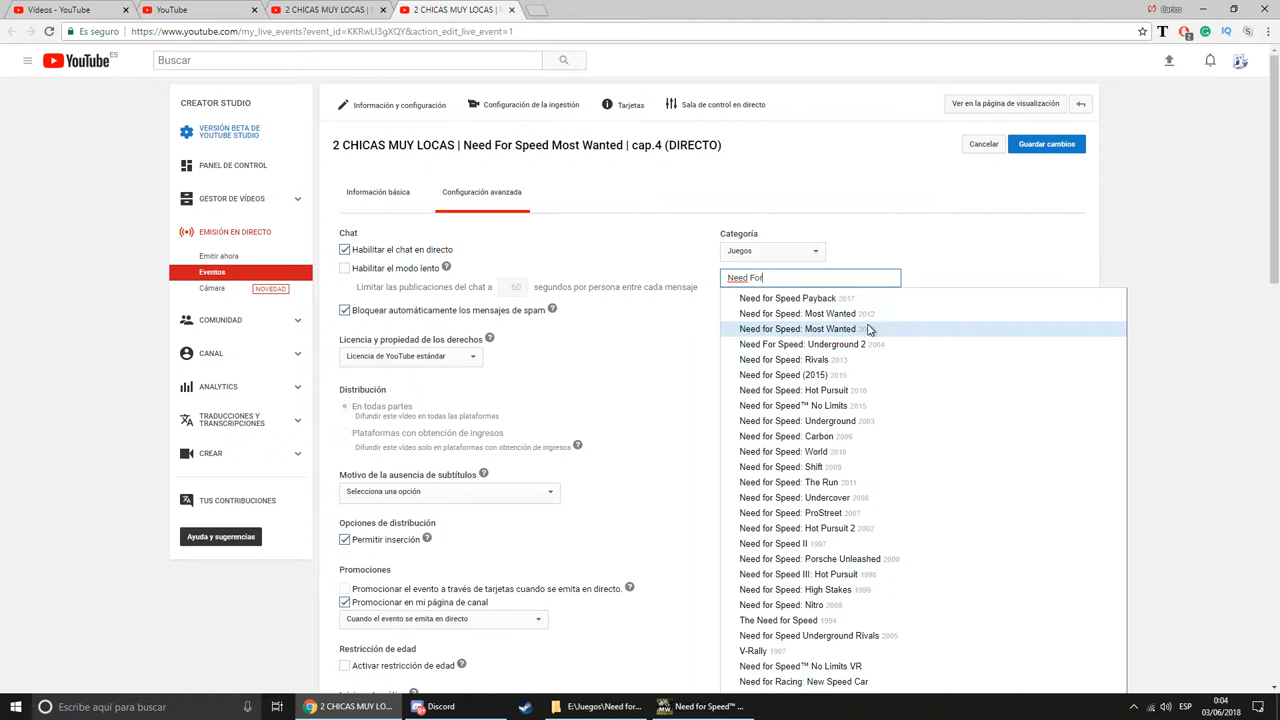 Vídeos - YouTube
YouTube
2 CHICAS MUY LOCAS |
2 CHICAS MUY LOCAS |
Carlos
Es seguro
https://www.youtube.com/my_live_events?event_id=KKRwLl3gXQY&action_edit_live_event=1
YouTube ES
Buscar
CREATOR STUDIO
VERSIÓN BETA DE
YOUTUBE STUDIO
PANEL DE CONTROL
GESTOR DE VÍDEOS
EMISIÓN EN DIRECTO
Emitir ahora
Eventos
Cámara NOVEDAD
COMUNIDAD
CANAL
ANALYTICS
TRADUCCIONES Y
TRANSCRIPCIONES
CREAR
TUS CONTRIBUCIONES
Ayuda y sugerencias
Información y configuración
Configuración de la ingestión
Tarjetas
Sala de control en directo
Ver en la página de visualización
2 CHICAS MUY LOCAS | Need For Speed Most Wanted | cap.4 (DIRECTO)
Cancelar
Guardar cambios
Información básica
Configuración avanzada
Chat
Habilitar el chat en directo
Habilitar el modo lento
Limitar las publicaciones del chat a 60 segundos por persona entre cada mensaje
Bloquear automáticamente los mensajes de spam
Licencia y propiedad de los derechos
Licencia de YouTube estándar
Distribución
En todas partes
Difundir este vídeo en todas las plataformas
Plataformas con obtención de ingresos
Difundir este vídeo solo en plataformas con obtención de ingresos
Motivo de la ausencia de subtítulos
Selecciona una opción
Opciones de distribución
Permitir inserción
Promociones
Promocionar el evento a través de tarjetas cuando se emita en directo.
Promocionar en mi página de canal
Cuando el evento se emita en directo
Restricción de edad
Activar restricción de edad
Categoría
Juegos
Need For
Need for Speed Payback 2017
Need for Speed: Most Wanted 2012
Need for Speed: Most Wanted
Need For Speed: Underground 2 2004
Need for Speed: Rivals 2013
Need for Speed (2015) 2015
Need for Speed: Hot Pursuit 2010
Need for Speed™ No Limits 2015
Need for Speed: Underground 2003
Need for Speed: Carbon 2006
Need for Speed: World 2010
Need for Speed: Shift 2009
Need for Speed: The Run 2011
Need for Speed: Undercover 2008
Need for Speed: ProStreet 2007
Need for Speed: Hot Pursuit 2 2002
Need for Speed II 1997
Need for Speed: Porsche Unleashed 2000
Need for Speed III: Hot Pursuit 1998
Need for Speed: High Stakes 1999
Need for Speed: Nitro 2009
The Need for Speed 1994
Need for Speed Underground Rivals 2005
V-Rally 1997
Need for Speed™ No Limits VR
Need for Racing: New Speed Car
Escribe aquí para buscar
2 CHICAS MUY LO...
Discord
E:\Juegos\Need for...
Need for Speed™ ...
ESP
0:04
03/06/2018